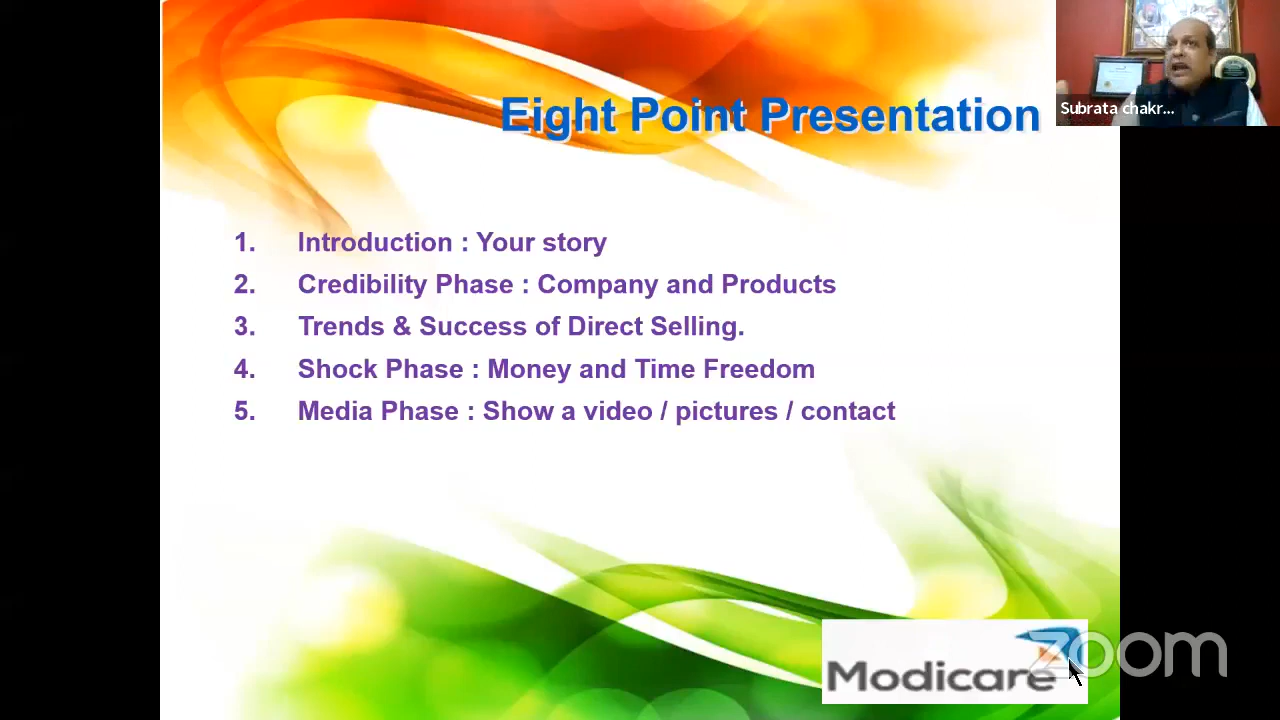 Eight Point Presentation
Subrata chakr...
1. Introduction : Your story
2. Credibility Phase : Company and Products
3. Trends & Success of Direct Selling.
4. Shock Phase : Money and Time Freedom
5. Media Phase : Show a video / pictures / contact
Modicare
zoom